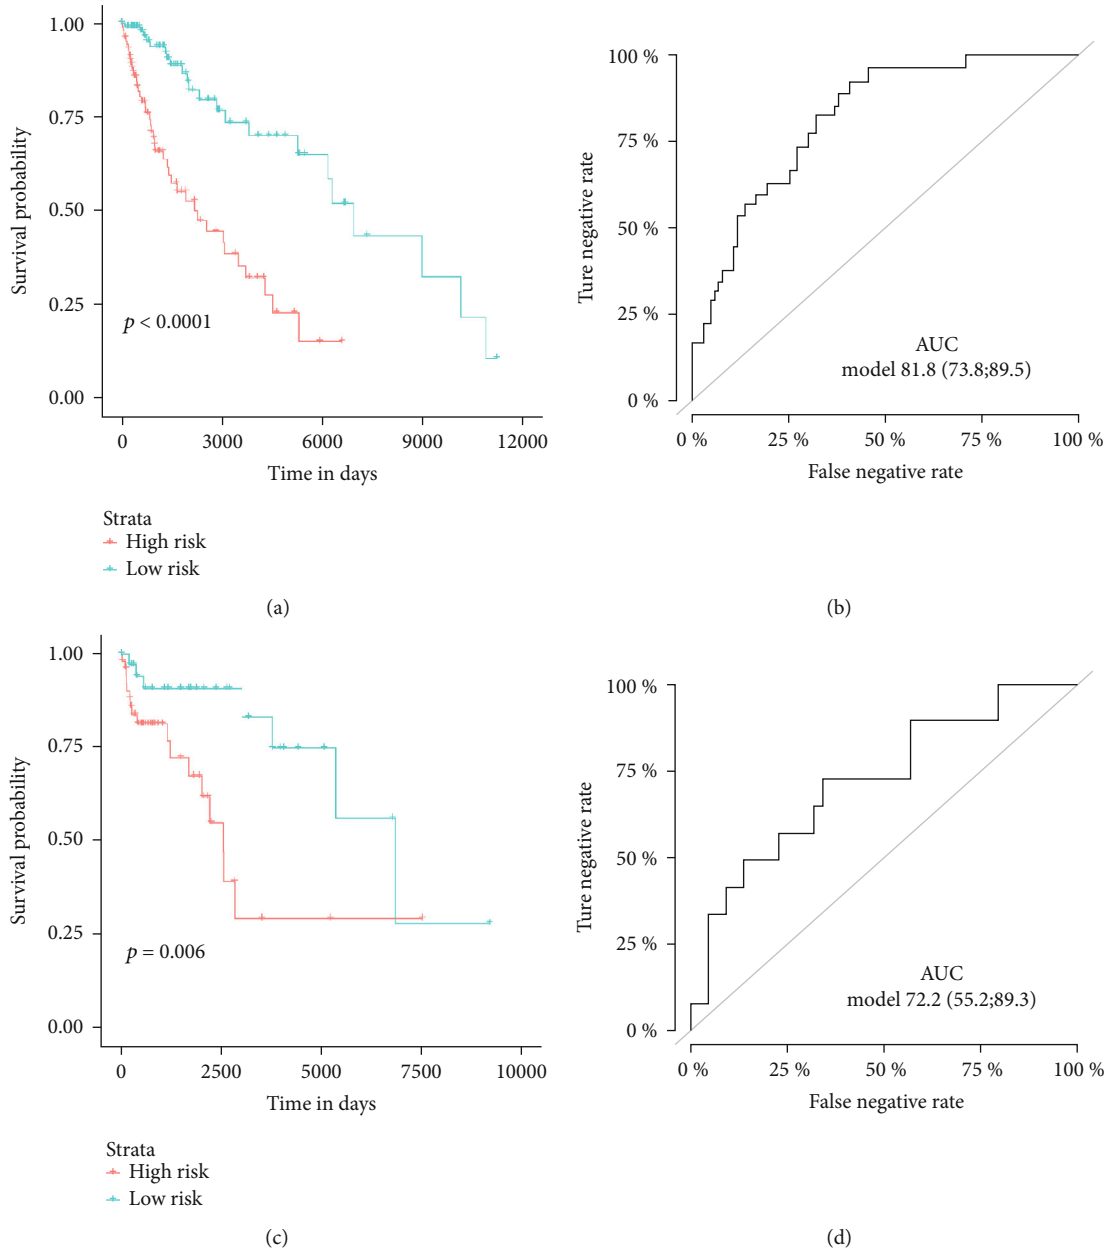 1.00
0.75
0.50
0.25
0.00
Survival probability
p < 0.0001
0 3000 6000 9000 12000
Time in days
Strata
High risk
Low risk
(a)
100 %
75 %
50 %
25 %
0 %
Ture negative rate
AUC
model 81.8 (73.8;89.5)
0 % 25 % 50 % 75 % 100 %
False negative rate
(b)
1.00
0.75
0.50
0.25
0.00
Survival probability
p = 0.006
0 2500 5000 7500 10000
Time in days
Strata
High risk
Low risk
(c)
100 %
75 %
50 %
25 %
0 %
Ture negative rate
AUC
model 72.2 (55.2;89.3)
0 % 25 % 50 % 75 % 100 %
False negative rate
(d)